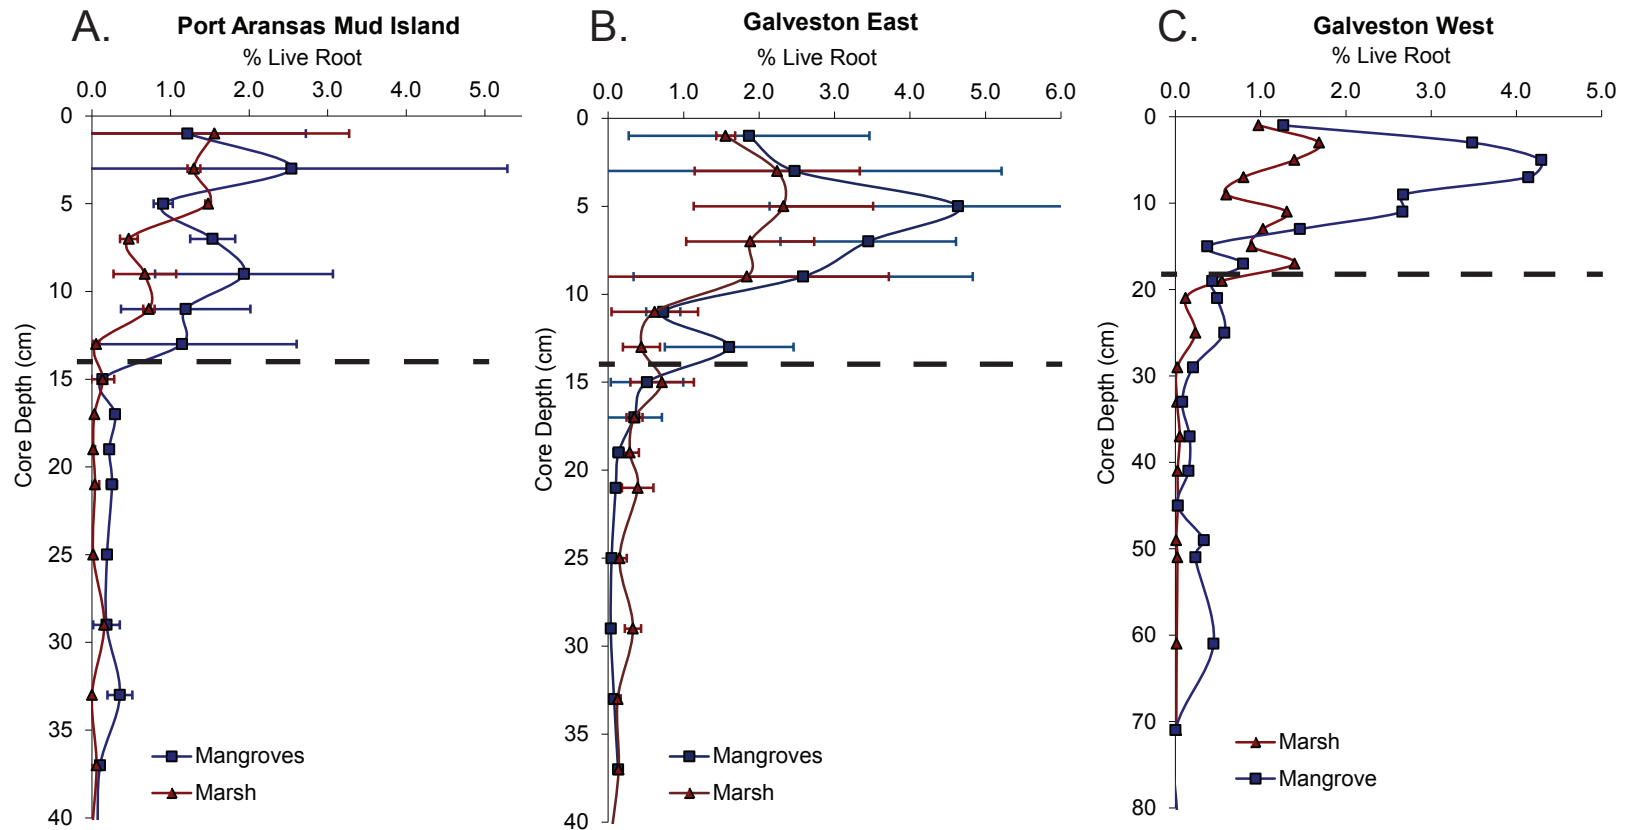 A.
Port Aransas Mud Island
% Live Root
0.0 1.0 2.0 3.0 4.0 5.0
0
5
10
15
20
25
30
35
40
Core Depth (cm)
Mangroves
Marsh
B.
Galveston East
% Live Root
0.0 1.0 2.0 3.0 4.0 5.0 6.0
0
5
10
15
20
25
30
35
40
Core Depth (cm)
Mangroves
Marsh
C.
Galveston West
% Live Root
0.0 1.0 2.0 3.0 4.0 5.0
0
10
20
30
40
50
60
70
80
Core Depth (cm)
Marsh
Mangrove